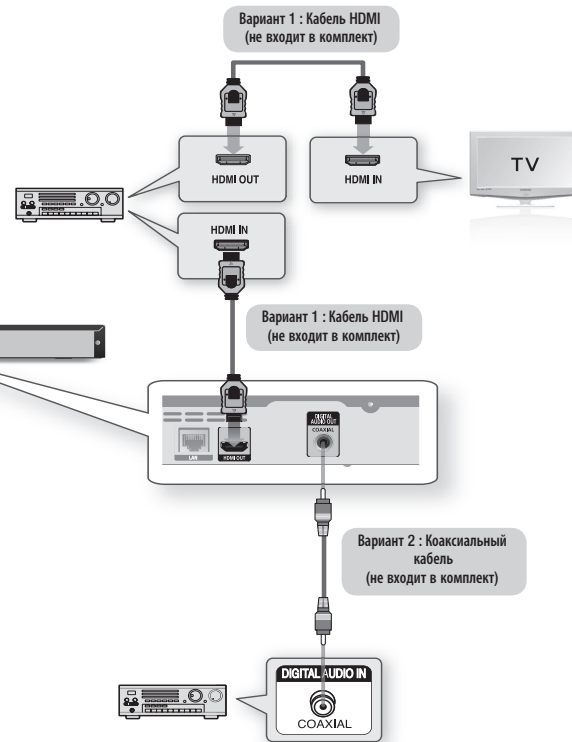 Вариант 1 : Кабель HDMI
(не входит в комплект)
HDMI OUT
HDMI IN
TV
HDMI IN
Вариант 1 : Кабель HDMI
(не входит в комплект)
LAN
HDMI OUT
DIGITAL
AUDIO OUT
COAXIAL
Вариант 2 : Коаксиальный
кабель
(не входит в комплект)
DIGITAL AUDIO IN
COAXIAL